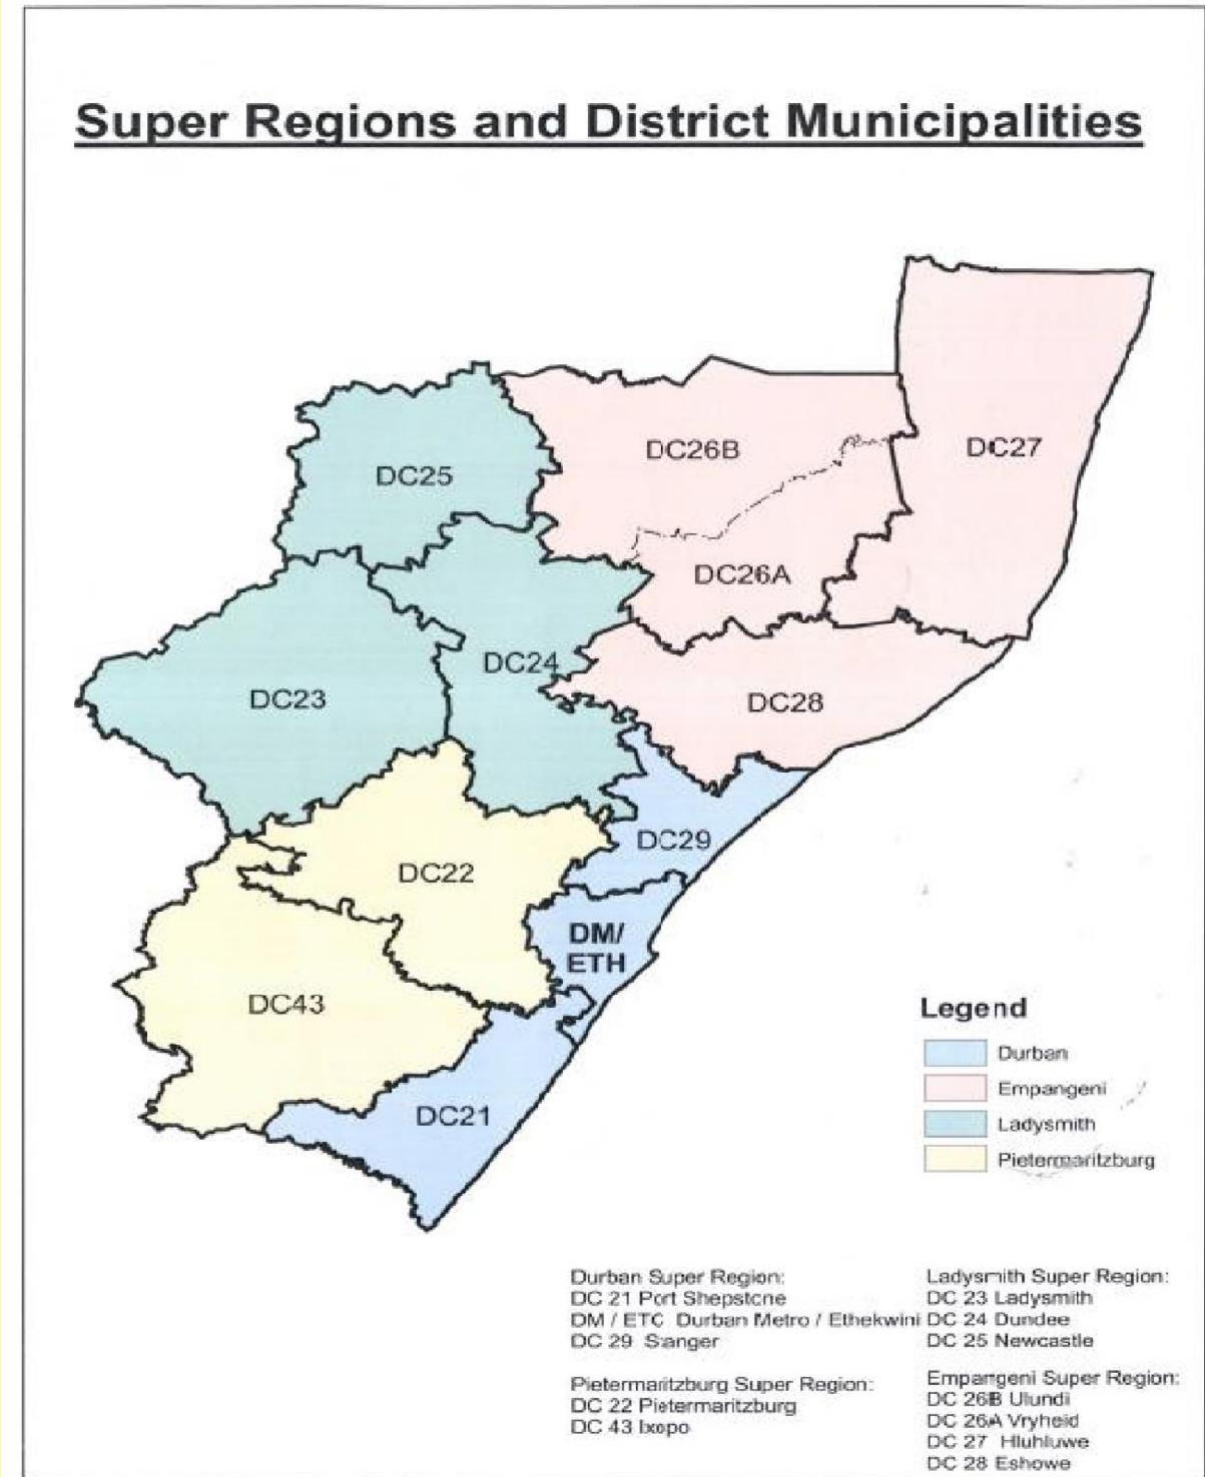 Super Regions and District Municipalities
DC27
DC26B
DC25
DC26A
DC24
DC23
DC28
DC29
DC22
DM/
ETH
DC43
DC21
Legend
Durban
Empangeni
Ladysmith
Pietermaritzburg
Durban Super Region:
DC 21 Port Shepstone
DM / ETC Durban Metro / Ethekwini
DC 29 Stanger
Pietermaritzburg Super Region:
DC 22 Pietermaritzburg
DC 43 Ixopo
Ladysmith Super Region:
DC 23 Ladysmith
DC 24 Dundee
DC 25 Newcastle
Empangeni Super Region:
DC 26B Ulundi
DC 26A Vryheid
DC 27 Hluhluwe
DC 28 Eshowe